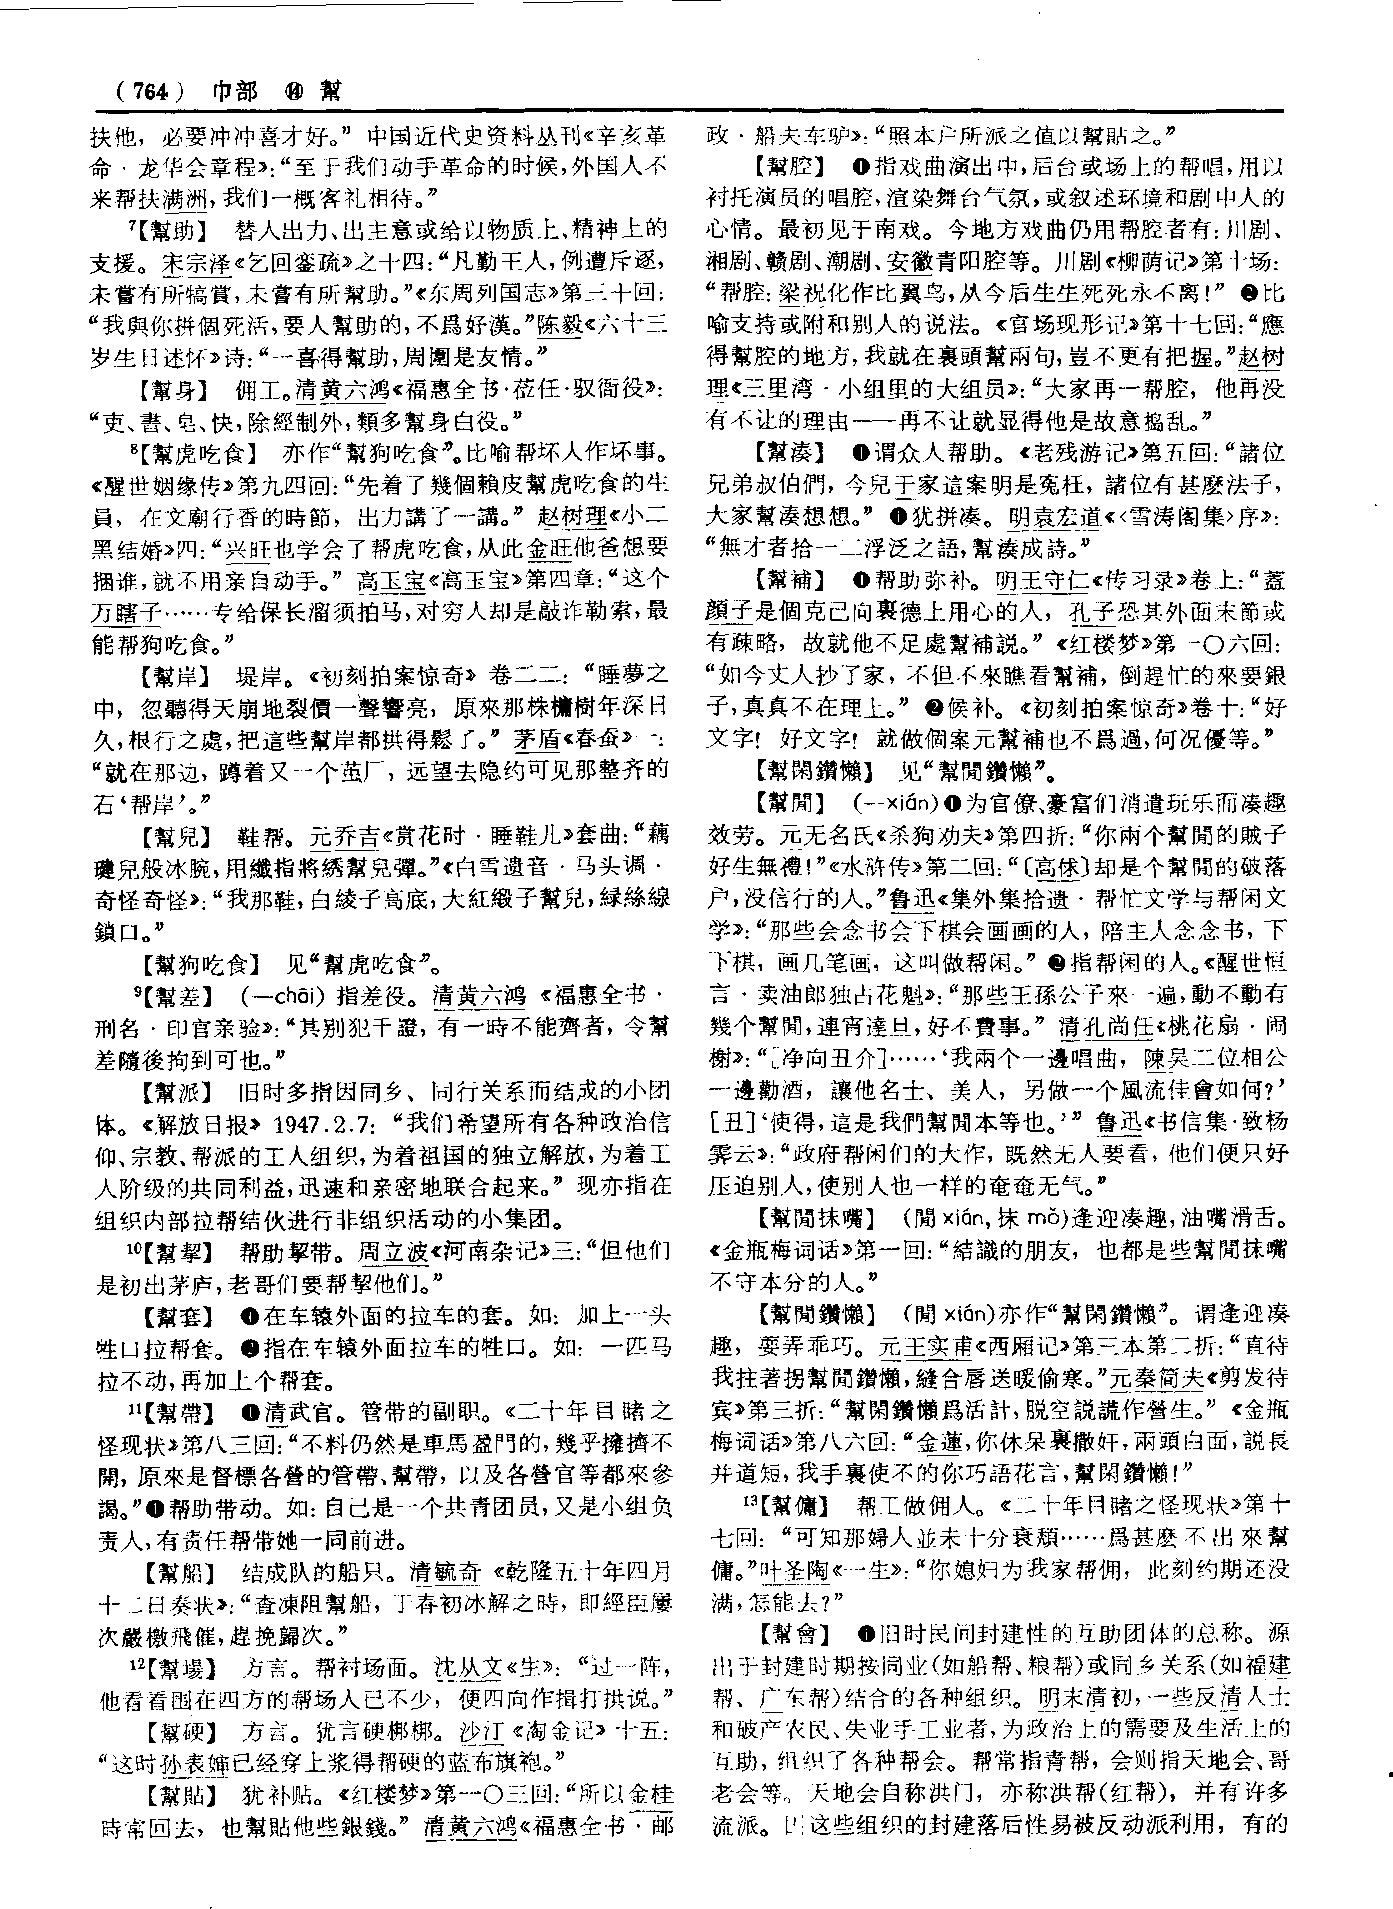 (764) 巾部 ⑭ 幫
扶他，必要冲冲喜才好。”中国近代史资料丛刊《辛亥革
命·龙华会章程》：“至于我们动手革命的时候，外国人不
来帮扶满洲，我们一概客礼相待。”
⁷【幫助】 替人出力、出主意或给以物质上、精神上的
支援。宋宗泽《乞回銮疏》之十四：“凡勤王人，例遭斥逐，
未嘗有所犒賞，未嘗有所幫助。”《东周列国志》第三十回：
“我與你拼個死活，要人幫助的，不爲好漢。”陈毅《六十三
岁生日述怀》诗：“一喜得幫助，周圍是友情。”
【幫身】 佣工。清黄六鸿《福惠全书·莅任·驭衙役》：
“吏、書、皂、快，除經制外，類多幫身白役。”
⁸【幫虎吃食】 亦作“幫狗吃食”。比喻帮坏人作坏事。
《醒世姻缘传》第九四回：“先着了幾個賴皮幫虎吃食的生
員，在文廟行香的時節，出力講了一講。”赵树理《小二
黑结婚》四：“兴旺也学会了帮虎吃食，从此金旺他爸想要
捆谁，就不用亲自动手。”高玉宝《高玉宝》第四章：“这个
万瞎子……专给保长溜须拍马，对穷人却是敲诈勒索，最
能帮狗吃食。”
【幫岸】 堤岸。《初刻拍案惊奇》卷二二：“睡夢之
中，忽聽得天崩地裂價一聲響亮，原來那株槦樹年深日
久，根行之處，把這些幫岸都拱得鬆了。”茅盾《春蚕》一：
“就在那边，蹲着又一个茧厂，远望去隐约可见那整齐的
石‘帮岸’。”
【幫兒】 鞋帮。元乔吉《赏花时·睡鞋儿》套曲：“藕
𤩽兒般冰腕，用纖指將绣幫兒彈。”《白雪遗音·马头调·
奇怪奇怪》：“我那鞋，白綾子高底，大紅緞子幫兒，緑絲線
鎖口。”
【幫狗吃食】 见“幫虎吃食”。
⁹【幫差】 (—chāi) 指差役。清黄六鸿《福惠全书·
刑名·印官亲验》：“其别犯干證，有一時不能齊者，令幫
差隨後拘到可也。”
【幫派】 旧时多指因同乡、同行关系而结成的小团
体。《解放日报》1947.2.7：“我们希望所有各种政治信
仰、宗教、帮派的工人组织，为着祖国的独立解放，为着工
人阶级的共同利益，迅速和亲密地联合起来。”现亦指在
组织内部拉帮结伙进行非组织活动的小集团。
¹⁰【幫挈】 帮助挈带。周立波《河南杂记》三：“但他们
是初出茅庐，老哥们要帮挈他们。”
【幫套】 ❶在车辕外面的拉车的套。如：加上一头
牲口拉帮套。❷指在车辕外面拉车的牲口。如：一匹马
拉不动，再加上个帮套。
¹¹【幫帶】 ❶清武官。管带的副职。《二十年目睹之
怪现状》第八三回：“不料仍然是車馬盈門的，幾乎擁擠不
開，原來是督標各營的管帶、幫帶，以及各營官等都來參
謁。”❶帮助带动。如：自己是一个共青团员，又是小组负
责人，有责任帮带她一同前进。
【幫船】 结成队的船只。清毓奇《乾隆五十年四月
十二日奏状》：“查凍阻幫船，于春初冰解之時，即經臣屢
次嚴檄飛催，趕挽歸次。”
¹²【幫場】 方言。帮衬场面。沈从文《生》：“过一阵，
他看看围在四方的帮场人已不少，便四向作揖打拱说。”
【幫硬】 方言。犹言硬梆梆。沙汀《淘金记》十五：
“这时孙表婶已经穿上浆得帮硬的蓝布旗袍。”
【幫貼】 犹补贴。《红楼梦》第一〇三回：“所以金桂
時常回去，也幫貼他些銀錢。”清黄六鸿《福惠全书·邮
政·船夫车驴》：“照本户所派之值以幫貼之。”
【幫腔】 ❶指戏曲演出中，后台或场上的帮唱，用以
衬托演员的唱腔，渲染舞台气氛，或叙述环境和剧中人的
心情。最初见于南戏。今地方戏曲仍用帮腔者有：川剧、
湘剧、赣剧、潮剧、安徽青阳腔等。川剧《柳荫记》第十场：
“帮腔：梁祝化作比翼鸟，从今后生生死死永不离！”❷比
喻支持或附和别人的说法。《官场现形记》第十七回：“應
得幫腔的地方，我就在裏頭幫兩句，豈不更有把握。”赵树
理《三里湾·小组里的大组员》：“大家再一帮腔，他再没
有不让的理由——再不让就显得他是故意捣乱。”
【幫凑】 ❶谓众人帮助。《老残游记》第五回：“諸位
兄弟叔伯們，今兒于家這案明是冤枉，諸位有甚麽法子，
大家幫凑想想。”❶犹拼凑。明袁宏道《〈雪涛阁集〉序》：
“無才者拾一二浮泛之語，幫湊成詩。”
【幫補】 ❶帮助弥补。明王守仁《传习录》卷上：“蓋
顔子是個克己向裏德上用心的人，孔子恐其外面末節或
有疎略，故就他不足處幫補説。”《红楼梦》第一〇六回：
“如今丈人抄了家，不但不來瞧看幫補，倒趕忙的來要銀
子，真真不在理上。”❷候补。《初刻拍案惊奇》卷十：“好
文字！好文字！就做個案元幫補也不爲過，何况優等。”
【幫閑鑽懶】 见“幫閒鑽懶”。
【幫閒】 (—xián)❶为官僚、豪富们消遣玩乐而凑趣
效劳。元无名氏《杀狗劝夫》第四折：“你兩个幫閒的賊子
好生無禮！”《水浒传》第二回：“〔高俅〕却是个幫閒的破落
户，没信行的人。”鲁迅《集外集拾遗·帮忙文学与帮闲文
学》：“那些会念书会下棋会画画的人，陪主人念念书，下
下棋，画几笔画，这叫做帮闲。”❷指帮闲的人。《醒世恒
言·卖油郎独占花魁》：“那些王孫公子來一遍，動不動有
幾个幫閒，連宵達旦，好不費事。”清孔尚任《桃花扇·闹
榭》：“［净向丑介］……‘我兩个一邊唱曲，陳吴二位相公
一邊勸酒，讓他名士、美人，另做一个風流佳會如何？’
［丑］‘使得，這是我們幫閒本等也。’”鲁迅《书信集·致杨
霁云》：“政府帮闲们的大作，既然无人要看，他们便只好
压迫别人，使别人也一样的奄奄无气。”
【幫閒抹嘴】 (閒 xián，抹 mǒ)逢迎凑趣，油嘴滑舌。
《金瓶梅词话》第一回：“結識的朋友，也都是些幫閒抹嘴
不守本分的人。”
【幫閒鑽懶】 (閒 xián)亦作“幫閑鑽懶”。谓逢迎凑
趣，耍弄乖巧。元王实甫《西厢记》第三本第二折：“直待
我拄著拐幫閒鑽懶，縫合唇送暖偷寒。”元秦简夫《剪发待
宾》第三折：“幫閑鑽懶爲活計，脱空説謊作營生。”《金瓶
梅词话》第八六回：“金蓮，你休呆裏撒奸，兩頭白面，説長
并道短，我手裏使不的你巧語花言，幫閑鑽懶！”
¹³【幫傭】 帮工做佣人。《二十年目睹之怪现状》第十
七回：“可知那婦人並未十分衰頽……爲甚麽不出來幫
傭。”叶圣陶《一生》：“你媳妇为我家帮佣，此刻约期还没
满，怎能去？”
【幫會】 ❶旧时民间封建性的互助团体的总称。源
出于封建时期按同业(如船帮、粮帮)或同乡关系(如福建
帮、广东帮)结合的各种组织。明末清初，一些反清人士
和破产农民、失业手工业者，为政治上的需要及生活上的
互助，组织了各种帮会。帮常指青帮，会则指天地会、哥
老会等。天地会自称洪门，亦称洪帮(红帮)，并有许多
流派。因这些组织的封建落后性易被反动派利用，有的